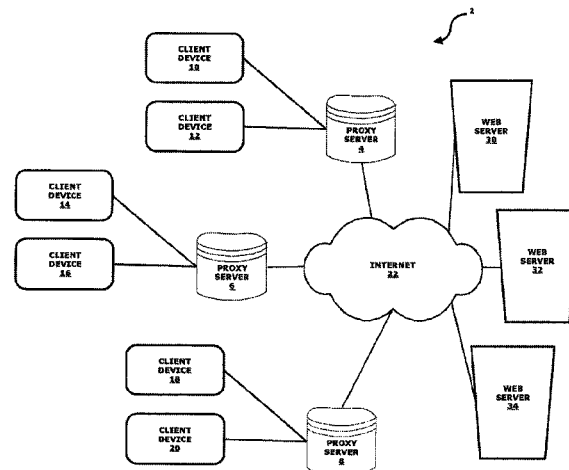 2
CLIENT
DEVICE
10
CLIENT
DEVICE
12
PROXY
SERVER
4
WEB
SERVER
30
CLIENT
DEVICE
14
CLIENT
DEVICE
16
PROXY
SERVER
6
INTERNET
22
WEB
SERVER
32
CLIENT
DEVICE
18
CLIENT
DEVICE
20
PROXY
SERVER
8
WEB
SERVER
34